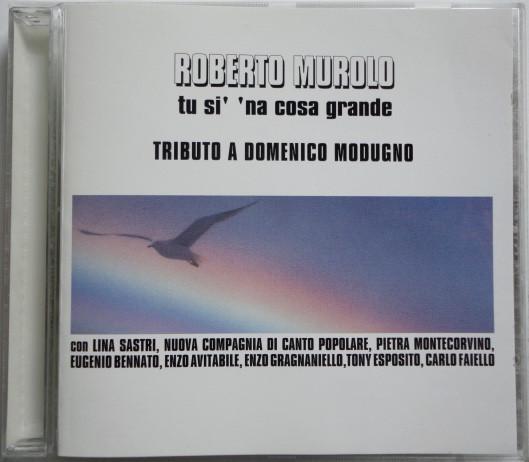 ROBERTO MUROLO
tu si' 'na cosa grande
TRIBUTO A DOMENICO MODUGNO
con LINA SASTRI, NUOVA COMPAGNIA DI CANTO POPOLARE, PIETRA MONTECORVINO,
EUGENIO BENNATO, ENZO AVITABILE, ENZO GRAGNANIELLO, TONY ESPOSITO, CARLO FAIELLO